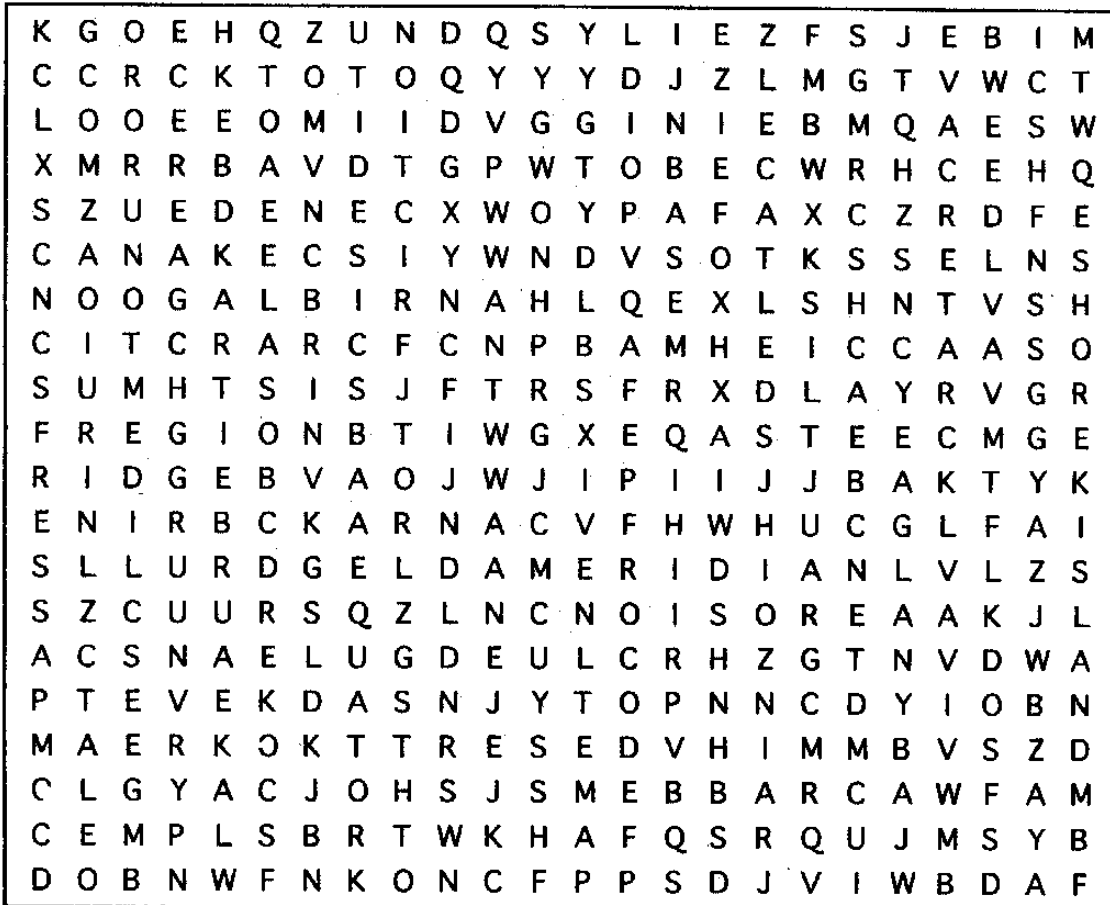 K G O E H Q Z U N D Q S Y L I E Z F S J E B I M
C C R C K T O T O Q Y Y Y D J Z L M G T V W C T
L O O E E O M I I D V G G I N I E B M Q A E S W
X M R R B A V D T G P W T O B E C W R H C E H Q
S Z U E D E N E C X W O Y P A F A X C Z R D F E
C A N A K E C S I Y W N D V S O T K S S E L N S
N O O G A L B I R N A H L Q E X L S H N T V S H
C I T C R A R C F C N P B A M H E I C C A A S O
S U M H T S I S J F T R S F R X D L A Y R V G R
F R E G I O N B T I W G X E Q A S T E E C M G E
R I D G E B V A O J W J I P I I J J B A K T Y K
E N I R B C K A R N A C V F H W H U C G L F A I
S L L U R D G E L D A M E R I D I A N L V L Z S
S Z C U U R S Q Z L N C N O I S O R E A A K J L
A C S N A E L U G D E U L C R H Z G T N V D W A
P T E V E K D A S N J Y T O P N N C D Y I O B N
M A E R K O K T T R E S E D V H I M M B V S Z D
C L G Y A C J O H S J S M E B B A R C A W F A M
C E M P L S B R T W K H A F Q S R Q U J M S Y B
D O B N W F N K O N C F P P S D J V I W B D A F